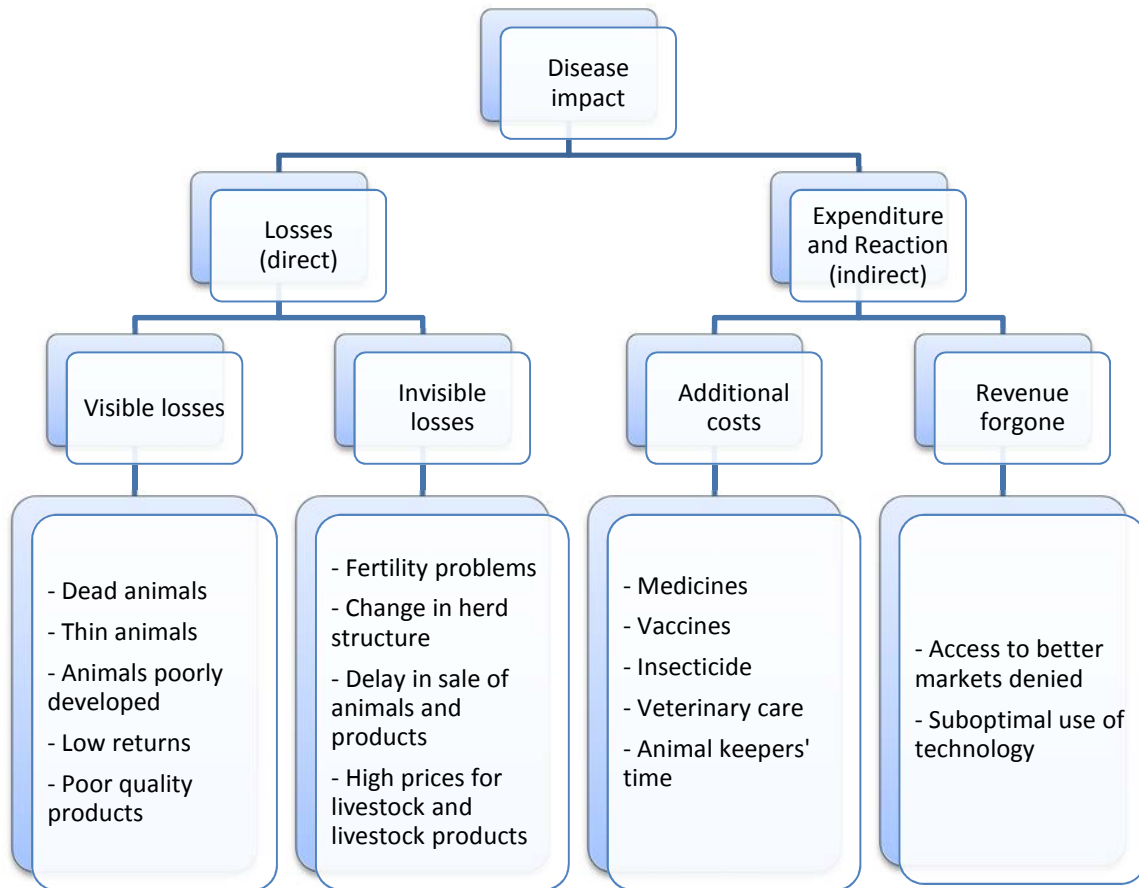 Disease
impact
Losses
(direct)
Expenditure
and Reaction
(indirect)
Visible losses
Invisible
losses
Additional
costs
Revenue
forgone
- Dead animals
- Thin animals
- Animals poorly
developed
- Low returns
- Poor quality
products
- Fertility problems
- Change in herd
structure
- Delay in sale of
animals and
products
- High prices for
livestock and
livestock products
- Medicines
- Vaccines
- Insecticide
- Veterinary care
- Animal keepers'
time
- Access to better
markets denied
- Suboptimal use of
technology